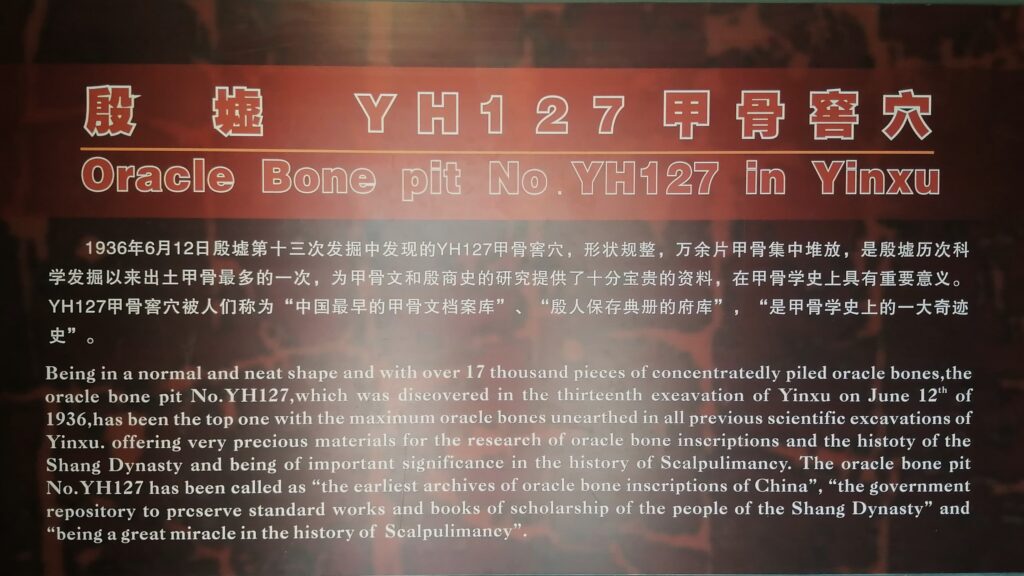 殷墟 YH127甲骨窖穴
Oracle Bone pit No.YH127 in Yinxu
1936年6月12日殷墟第十三次发掘中发现的YH127甲骨窖穴，形状规整，万余片甲骨集中堆放，是殷墟历次科
学发掘以来出土甲骨最多的一次，为甲骨文和殷商史的研究提供了十分宝贵的资料，在甲骨学史上具有重要意义。
YH127甲骨窖穴被人们称为“中国最早的甲骨文档案库”、“殷人保存典册的府库”，“是甲骨学史上的一大奇迹
史”。
Being in a normal and neat shape and with over 17 thousand pieces of concentratedly piled oracle bones,the
oracle bone pit No.YH127,which was diseovered in the thirteenth exeavation of Yinxu on June 12th of
1936,has been the top one with the maximum oracle bones unearthed in all previous scientific excavations of
Yinxu. offering very precious materials for the research of oracle bone inscriptions and the histoty of the
Shang Dynasty and being of important significance in the history of Scalpulimancy. The oracle bone pit
No.YH127 has been called as “the earliest archives of oracle bone inscriptions of China”, “the government
repository to prcserve standard works and books of scholarship of the people of the Shang Dynasty” and
“being a great miracle in the history of Scalpulimancy”.